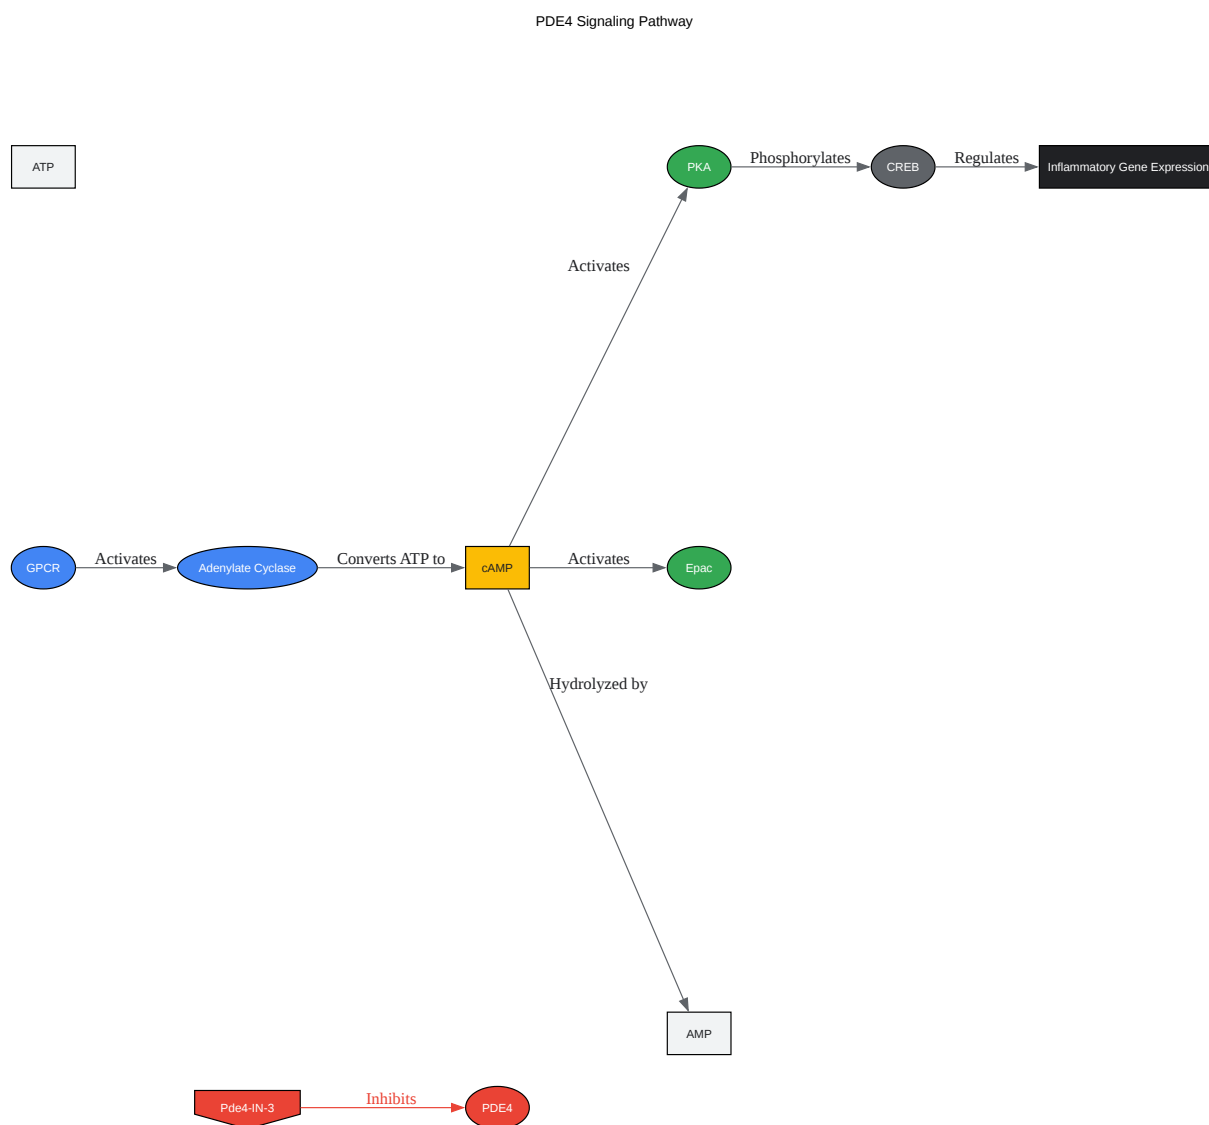 PDE4 Signaling Pathway
ATP
PKA
Phosphorylates
CREB
Regulates
Inflammatory Gene Expression
Activates
GPCR
Activates
Adenylate Cyclase
Converts ATP to
cAMP
Activates
Epac
Hydrolyzed by
AMP
Pde4-IN-3
Inhibits
PDE4